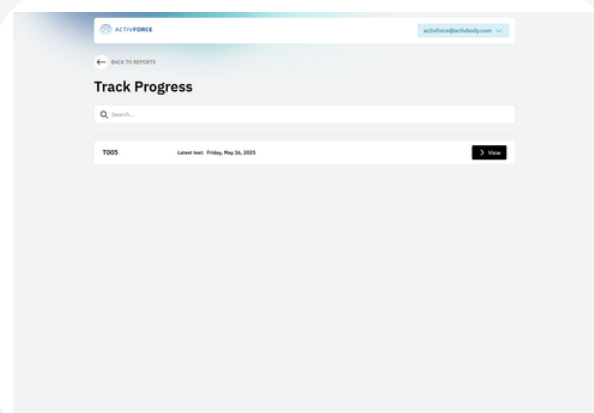 ACTIVFORCE
activforce@activbody.com
BACK TO REPORTS
Track Progress
Search...
T005 Latest test: Friday, May 16, 2025 View